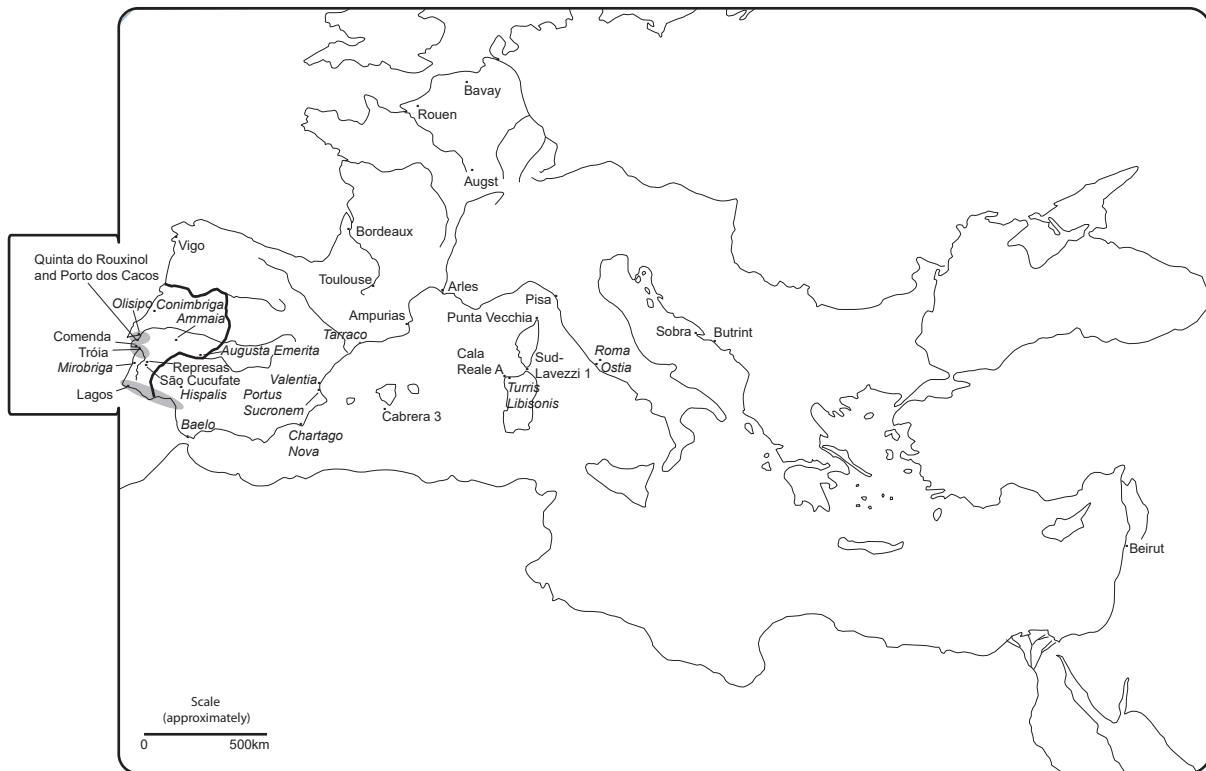 Bavay
Rouen
Augst
Bordeaux
Vigo
Quinta do Rouxinol
and Porto dos Cacos
Toulouse
Arles
Pisa
Olisipo
Conimbriga
Ammaia
Ampurias
Punta Vecchia
Comenda
Tarraco
Sobra
Butrint
Tróia
Augusta Emerita
Cala
Reale A
Sud-
Lavezzi 1
Roma
Ostia
Mirobriga
Represas
São Cucufate
Hispalis
Valentia
Portus
Sucronem
Turris
Libisonis
Lagos
Cabrera 3
Baelo
Chartago
Nova
Beirut
Scale
(approximately)
0 500km